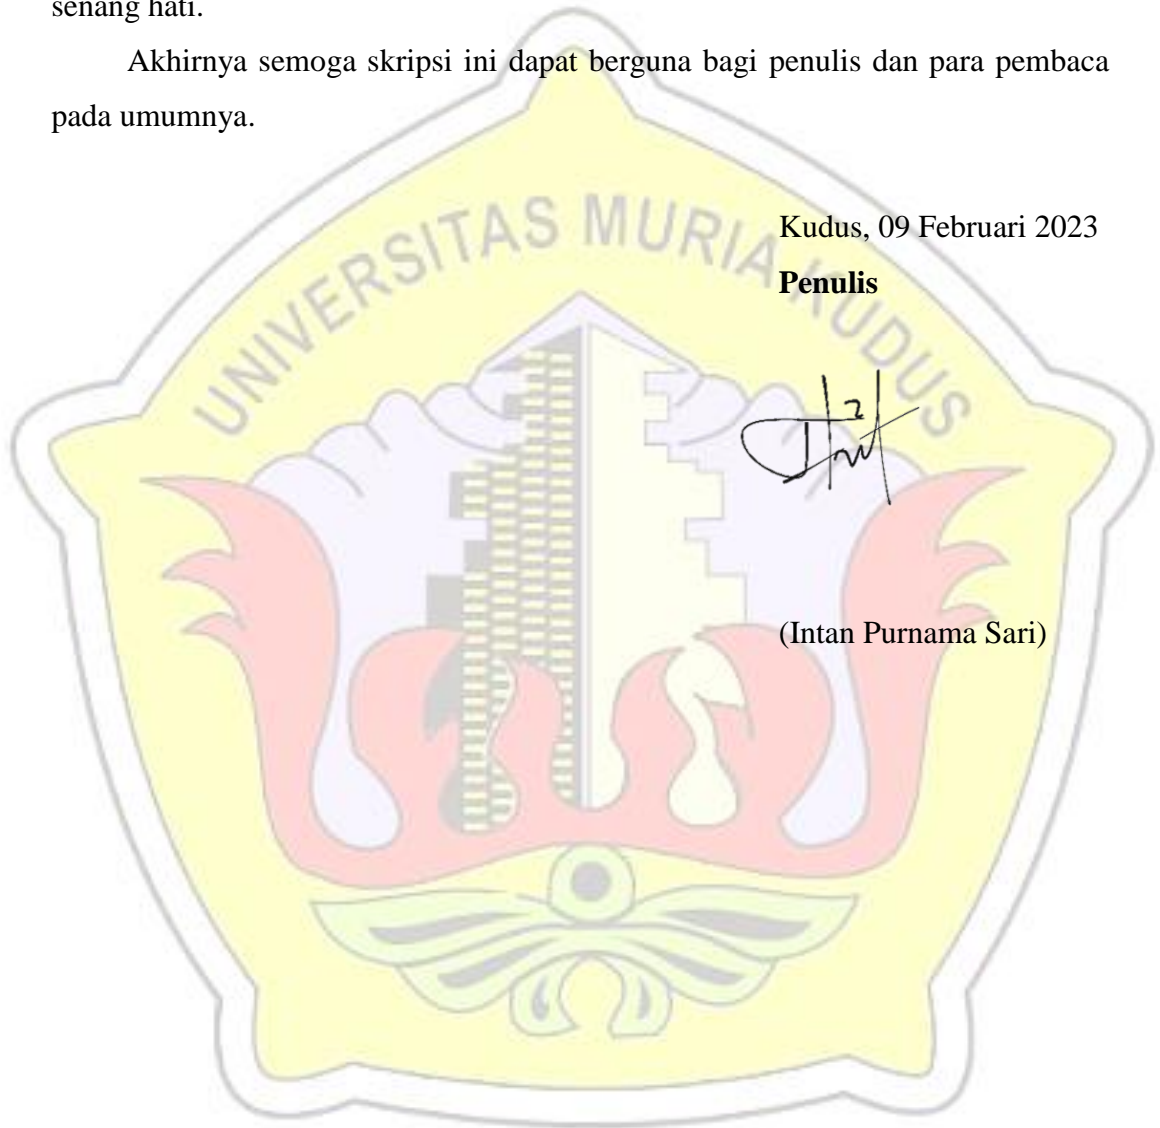 senang hati.
Akhirnya semoga skripsi ini dapat berguna bagi penulis dan para pembaca
pada umumnya.
UNIVERSITAS MURIA KUDUS
Kudus, 09 Februari 2023
Penulis
(Intan Purnama Sari)